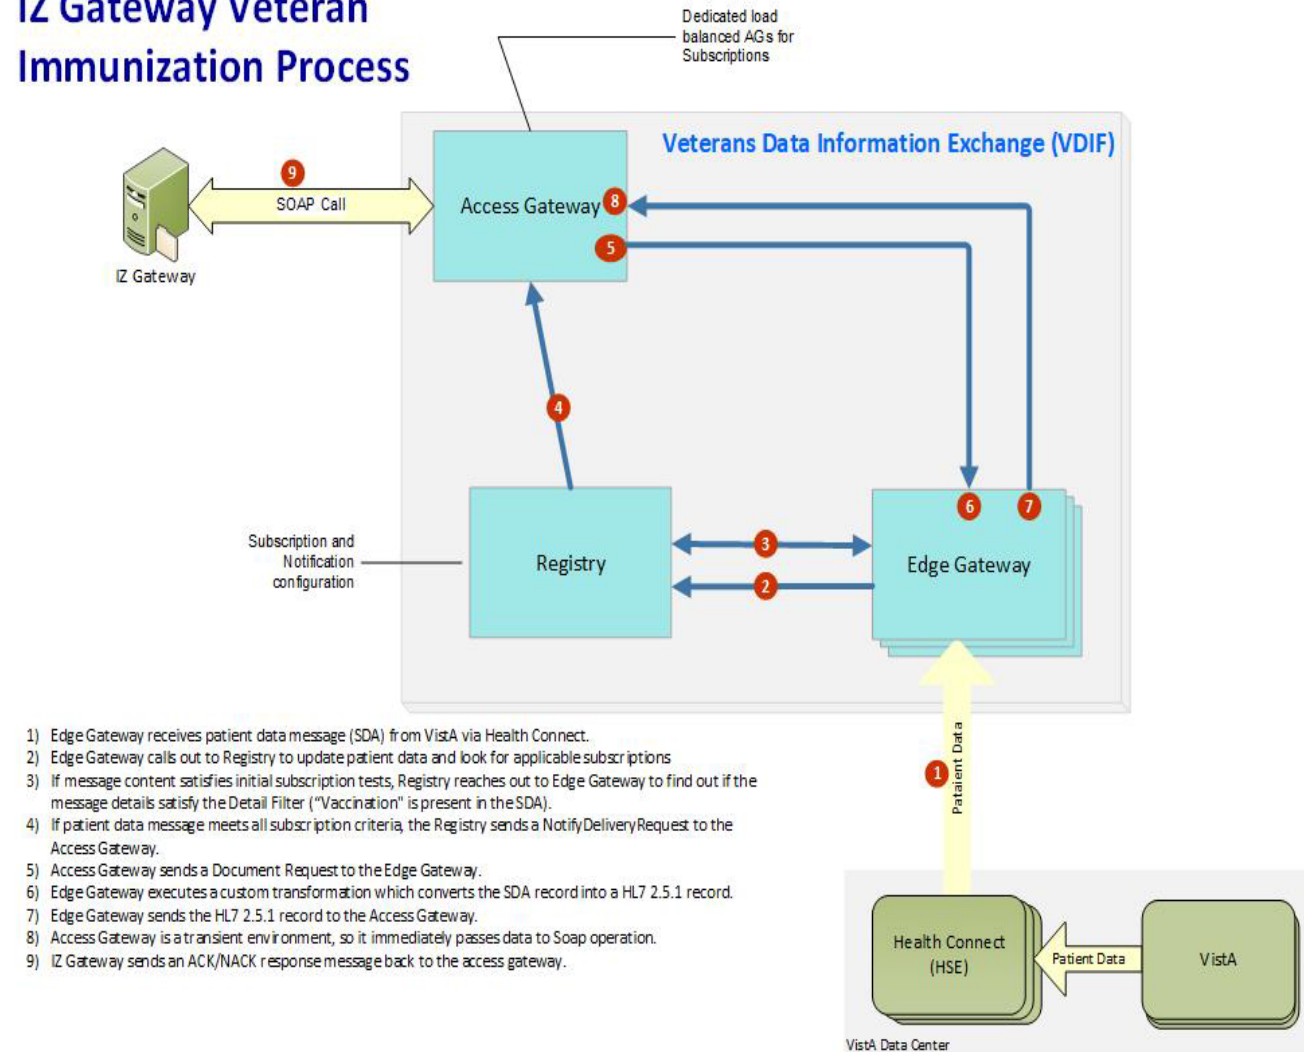 IZ Gateway Veteran
Immunization Process
Dedicated load
balanced AGs for
Subscriptions
Veterans Data Information Exchange (VDIF)
9
SOAP Call
IZ Gateway
Access Gateway
8
5
4
Subscription and
Notification
configuration
Registry
3
2
6
7
Edge Gateway
1
Pataient Data
Health Connect
(HSE)
Patient Data
VistA
VistA Data Center
1) Edge Gateway receives patient data message (SDA) from VistA via Health Connect.
2) Edge Gateway calls out to Registry to update patient data and look for applicable subscriptions
3) If message content satisfies initial subscription tests, Registry reaches out to Edge Gateway to find out if the
message details satisfy the Detail Filter ("Vaccination" is present in the SDA).
4) If patient data message meets all subscription criteria, the Registry sends a NotifyDeliveryRequest to the
Access Gateway.
5) Access Gateway sends a Document Request to the Edge Gateway.
6) Edge Gateway executes a custom transformation which converts the SDA record into a HL7 2.5.1 record.
7) Edge Gateway sends the HL7 2.5.1 record to the Access Gateway.
8) Access Gateway is a transient environment, so it immediately passes data to Soap operation.
9) IZ Gateway sends an ACK/NACK response message back to the access gateway.